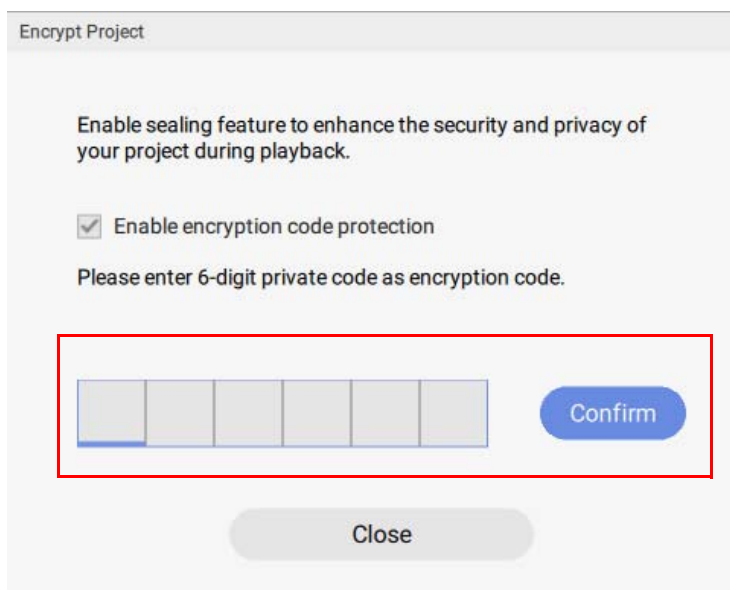 Encrypt Project
Enable sealing feature to enhance the security and privacy of
your project during playback.
Enable encryption code protection
Please enter 6-digit private code as encryption code.
Confirm
Close